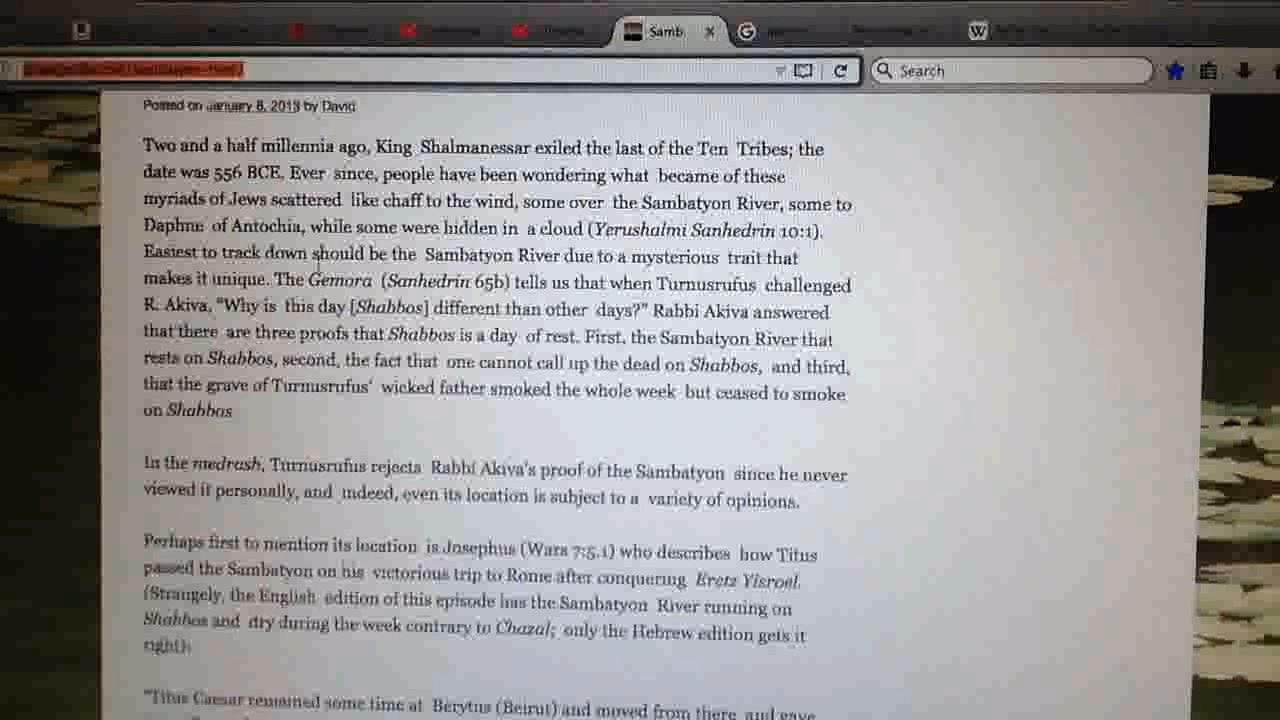 Samb
Search
Posted on January 8, 2013 by David
Two and a half millennia ago, King Shalmanessar exiled the last of the Ten Tribes; the
date was 556 BCE. Ever since, people have been wondering what became of these
myriads of Jews scattered like chaff to the wind, some over the Sambatyon River, some to
Daphne of Antochia, while some were hidden in a cloud (Yerushalmi Sanhedrin 10:1).
Easiest to track down should be the Sambatyon River due to a mysterious trait that
makes it unique. The Gemora (Sanhedrin 65b) tells us that when Turnusrufus challenged
R. Akiva, "Why is this day [Shabbos] different than other days?" Rabbi Akiva answered
that there are three proofs that Shabbos is a day of rest. First, the Sambatyon River that
rests on Shabbos, second, the fact that one cannot call up the dead on Shabbos, and third,
that the grave of Turnusrufus' wicked father smoked the whole week but ceased to smoke
on Shabbos
In the medrash, Turnusrufus rejects Rabbi Akiva's proof of the Sambatyon since he never
viewed it personally, and indeed, even its location is subject to a variety of opinions.
Perhaps first to mention its location is Josephus (Wars 7:5,1) who describes how Titus
passed the Sambatyon on his victorious trip to Rome after conquering Eretz Yisroel.
(Strangely, the English edition of this episode has the Sambatyon River running on
Shabbos and dry during the week contrary to Chazal; only the Hebrew edition gets it
right):
"Titus Caesar remained some time at Berytus (Beirut) and moved from there, and gave